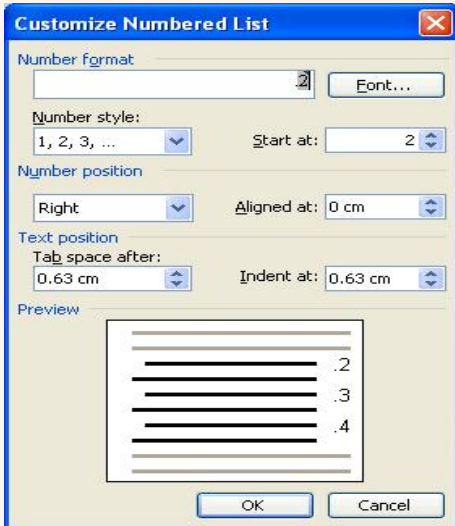 Customize Numbered List
Number format
.2
Font...
Number style:
1, 2, 3, ...
Start at: 2
Number position
Right
Aligned at: 0 cm
Text position
Tab space after:
0.63 cm
Indent at: 0.63 cm
Preview
.2
.3
.4
OK
Cancel